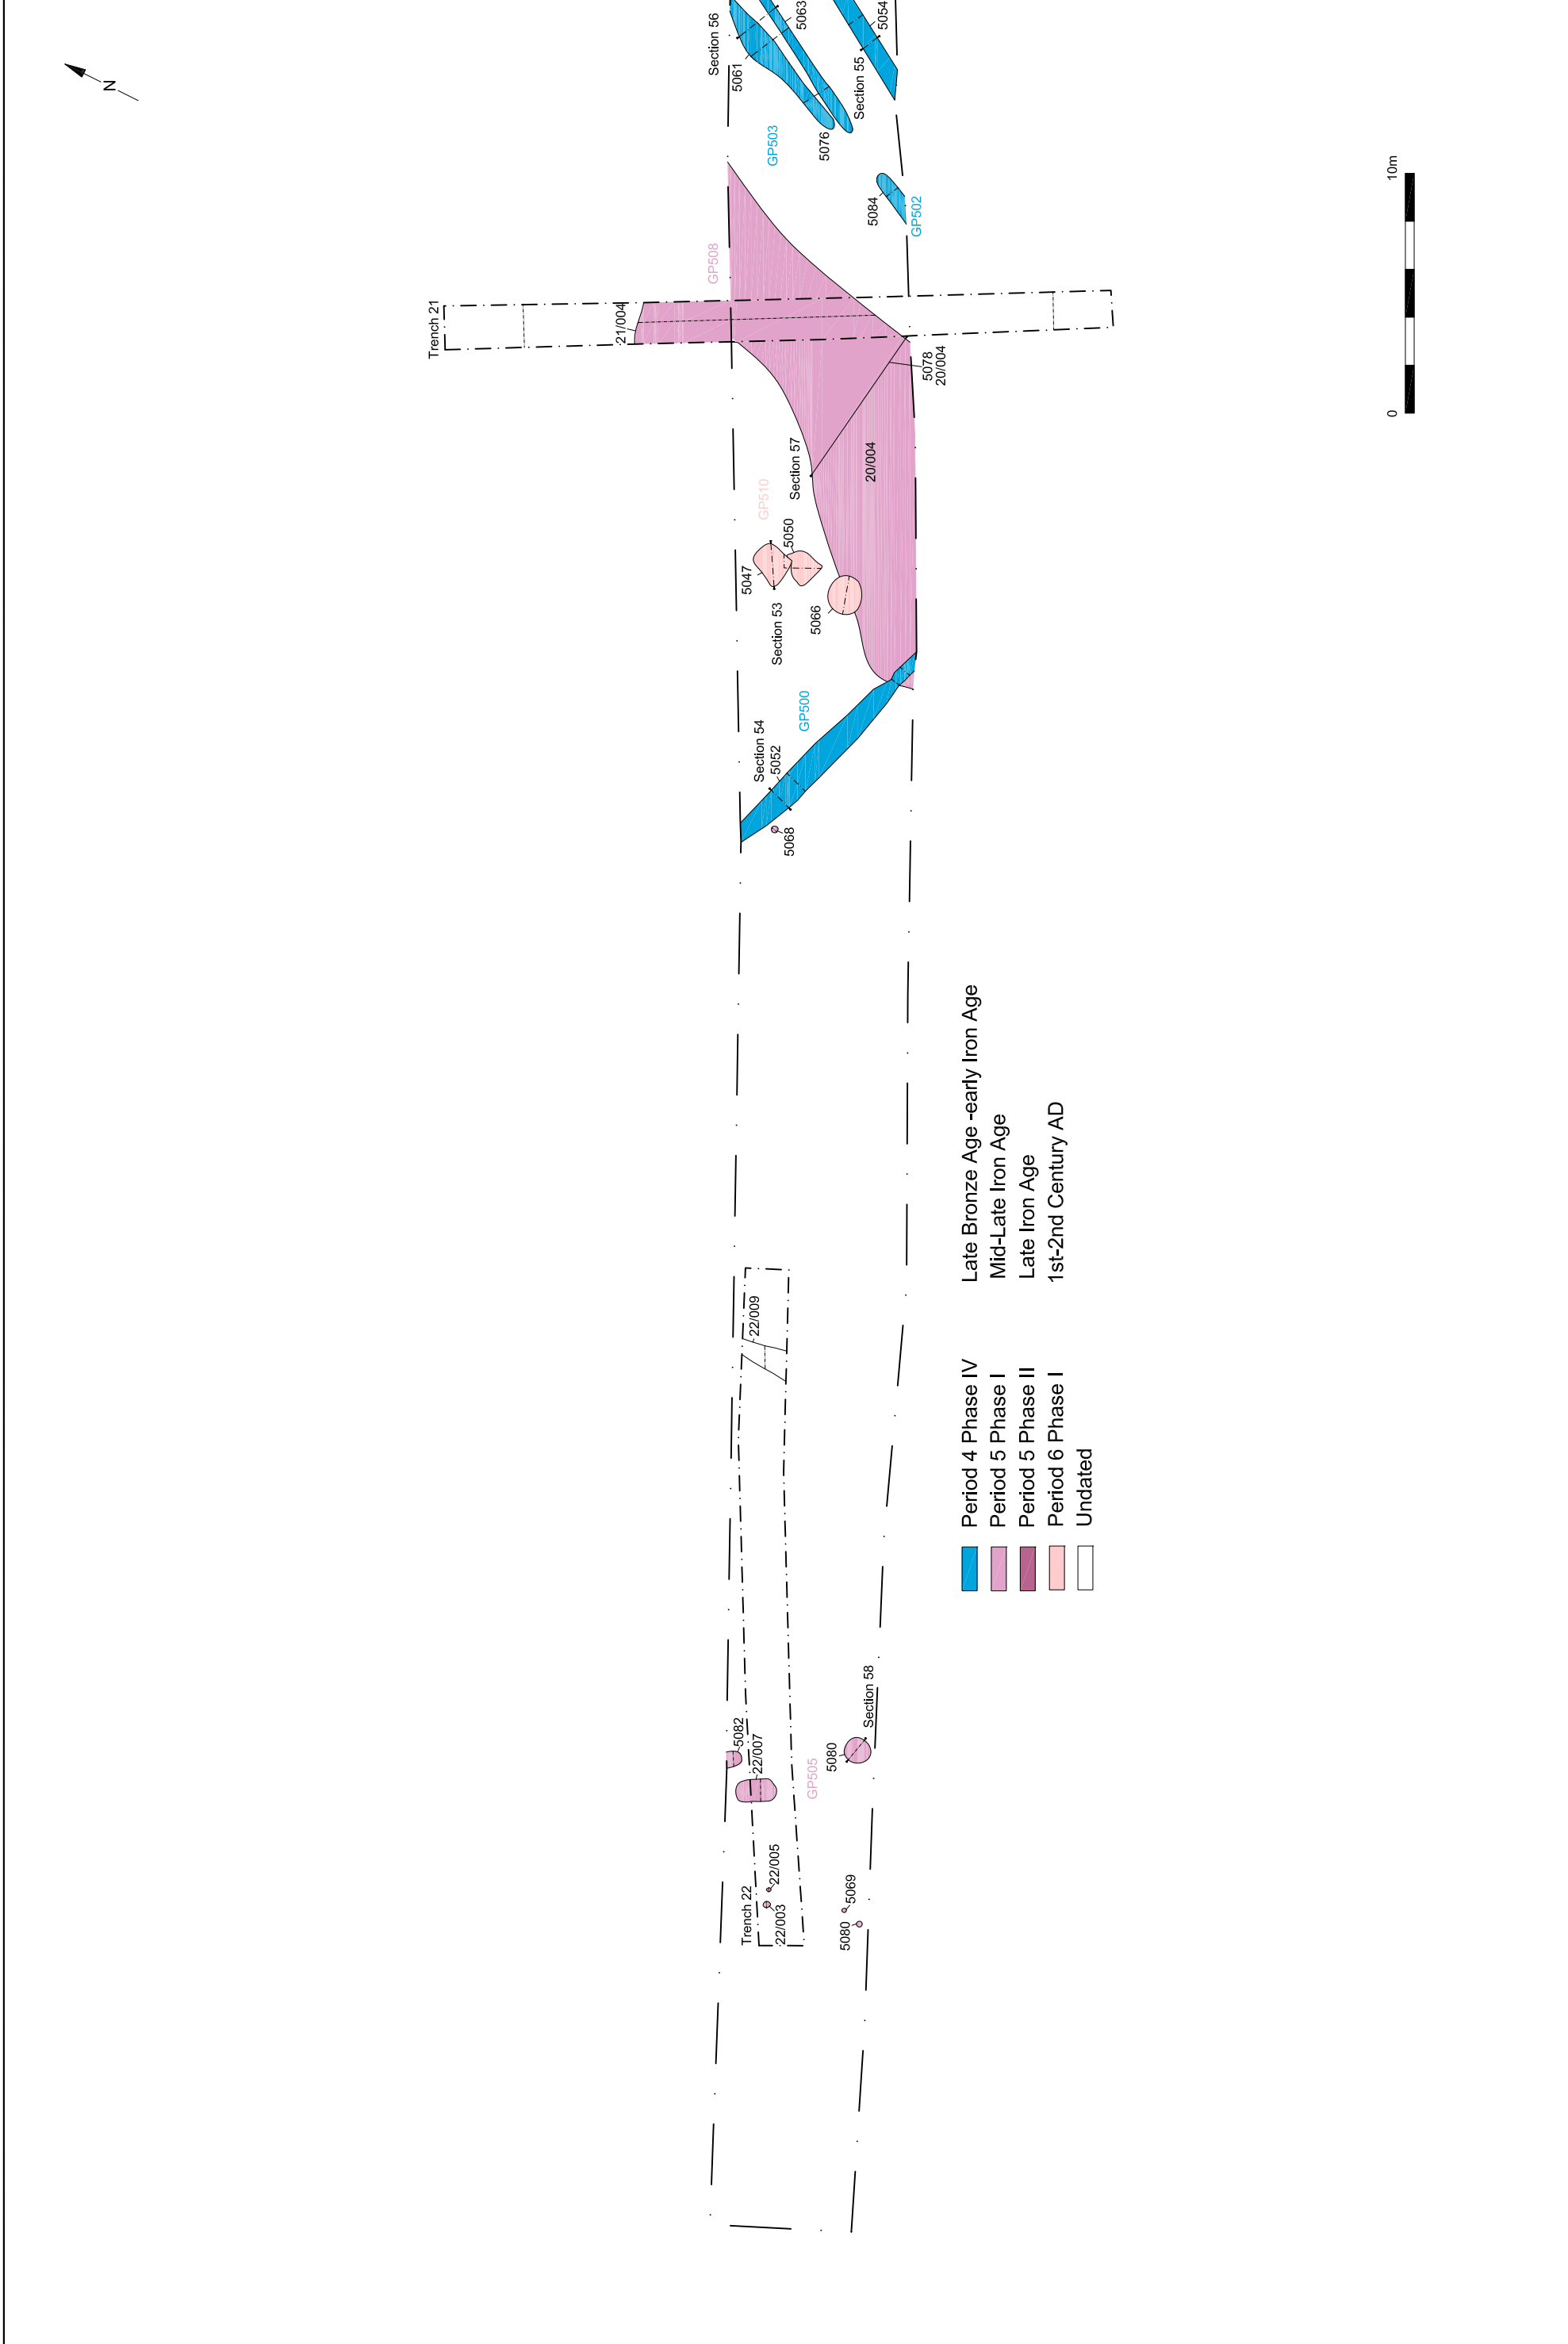 N
Section 56
5061
5063
5054
Section 55
GP503
5076
5084
GP502
GP508
Trench 21
21/004
5078
20/004
Section 57
20/004
GP510
5050
5047
Section 53
5066
GP500
Section 54
5052
5068
22/009
5082
22/007
GP505
5080
Section 58
Trench 22
22/005
22/003
5069
5080
0
10m
Period 4 Phase IV Late Bronze Age -early Iron Age
Period 5 Phase I Mid-Late Iron Age
Period 5 Phase II Late Iron Age
Period 6 Phase I 1st-2nd Century AD
Undated